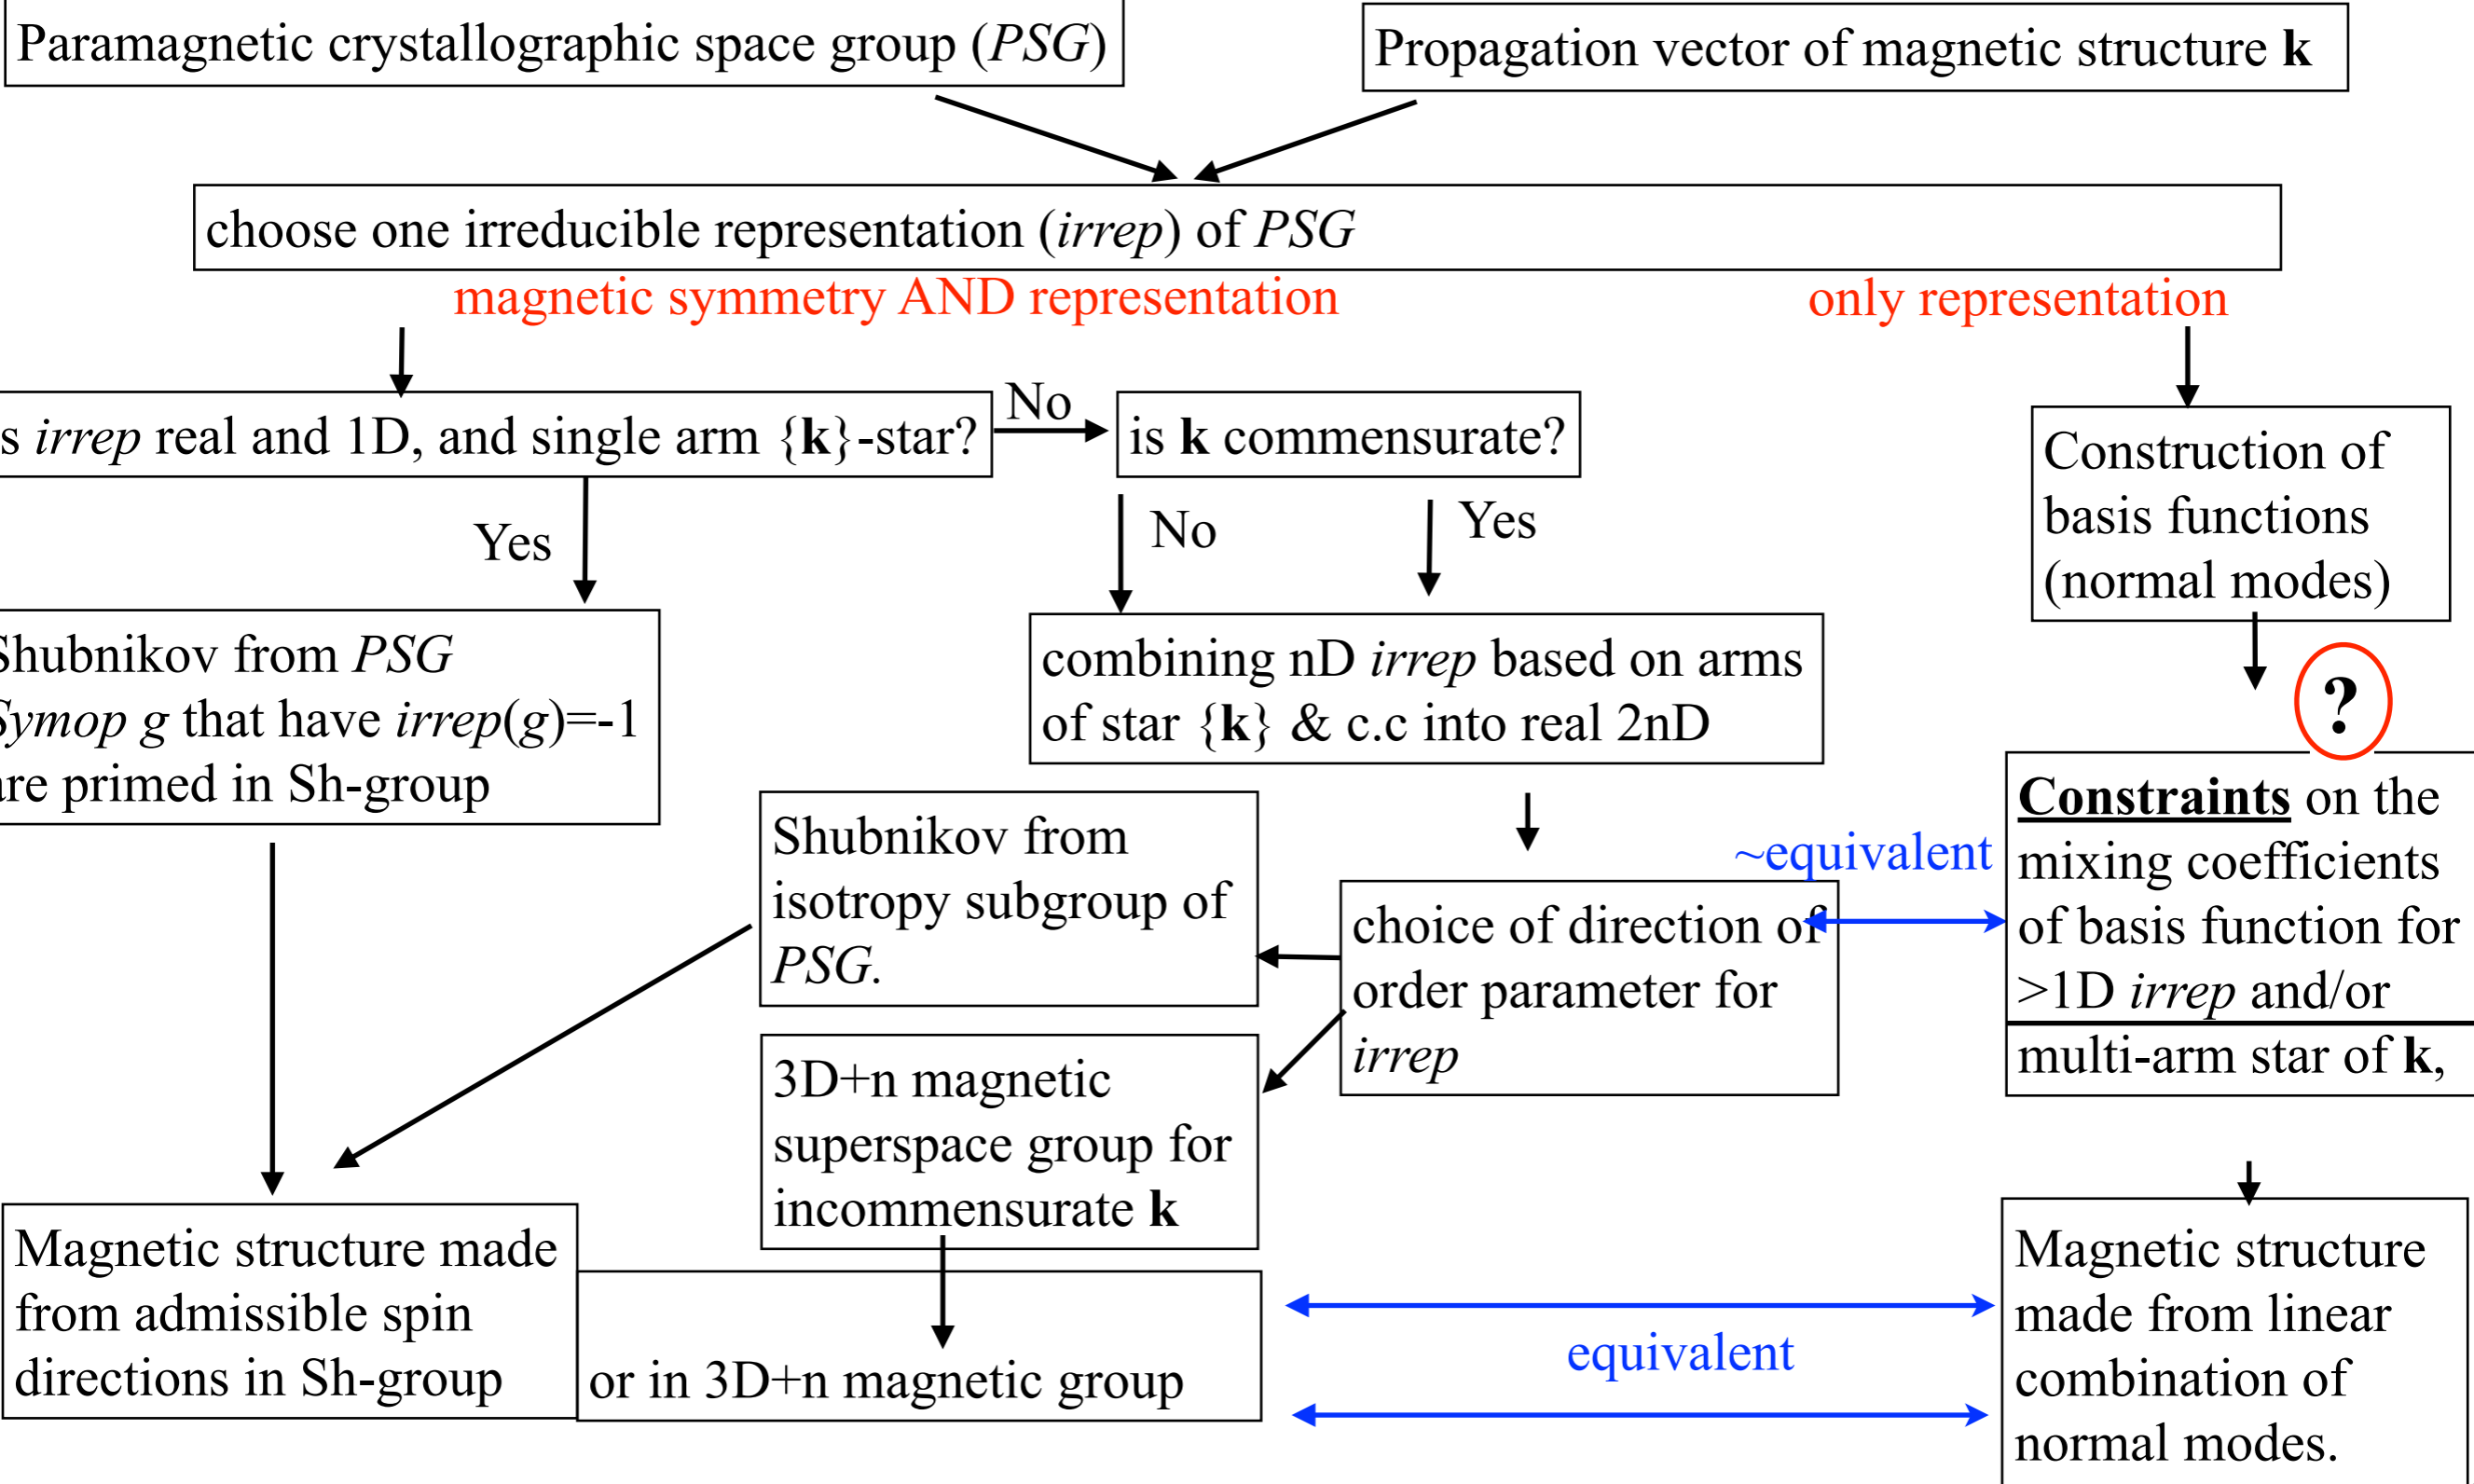 Paramagnetic crystallographic space group (PSG)
Propagation vector of magnetic structure k
choose one irreducible representation (irrep) of PSG
magnetic symmetry AND representation
only representation
s irrep real and 1D, and single arm {k}-star?
No
is k commensurate?
Yes
No
Yes
Construction of
basis functions
(normal modes)
Shubnikov from PSG
Symop g that have irrep(g)=-1
are primed in Sh-group
combining nD irrep based on arms
of star {k} & c.c into real 2nD
?
Shubnikov from
isotropy subgroup of
PSG.
~equivalent
choice of direction of
order parameter for
irrep
Constraints on the
mixing coefficients
of basis function for
>1D irrep and/or
multi-arm star of k,
3D+n magnetic
superspace group for
incommensurate k
Magnetic structure made
from admissible spin
directions in Sh-group
or in 3D+n magnetic group
equivalent
Magnetic structure
made from linear
combination of
normal modes.